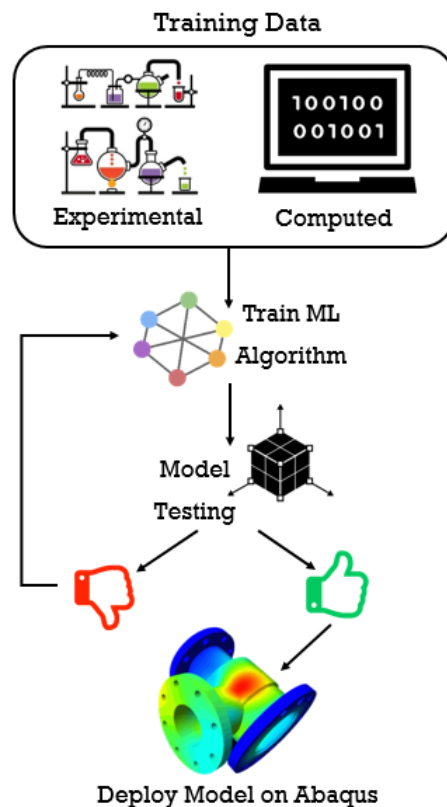 Training Data
100100
001001
Experimental
Computed
Train ML
Algorithm
Model
Testing
Deploy Model on Abaqus